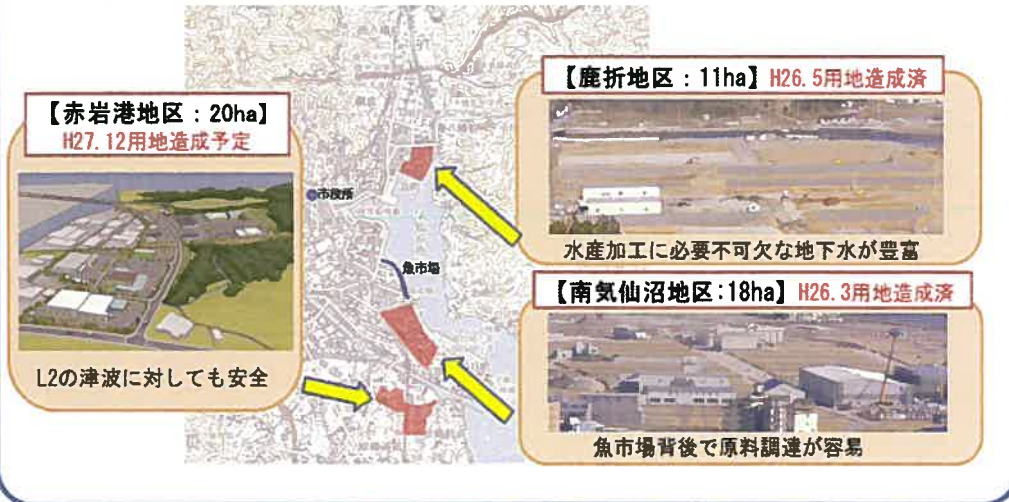 【赤岩港地区：20ha】
H27.12用地造成予定
L2の津波に対しても安全
市役所
魚市場
【鹿折地区：11ha】H26.5用地造成済
水産加工に必要不可欠な地下水が豊富
【南気仙沼地区：18ha】H26.3用地造成済
魚市場背後で原料調達が容易